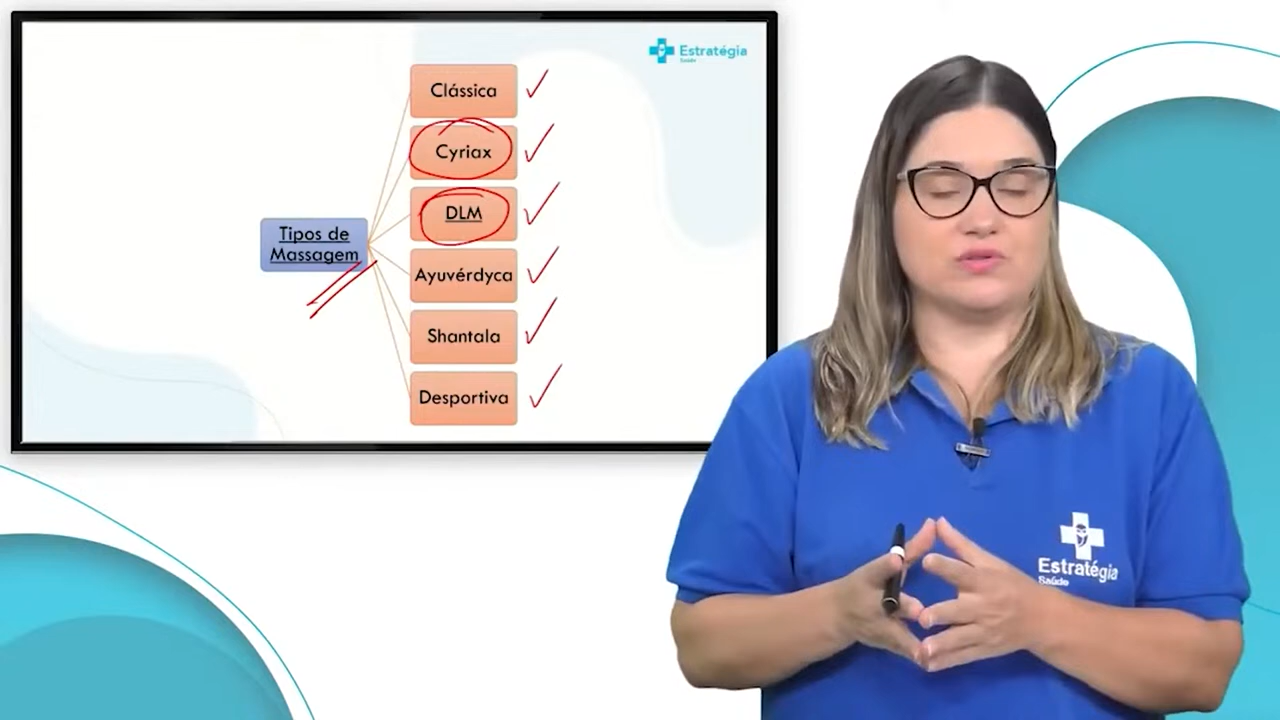 Estratégia
Saúde
Clássica
Cyriax
DLM
Tipos de
Massagem
Ayuvérdyca
Shantala
Desportiva
Estratégia
Saúde